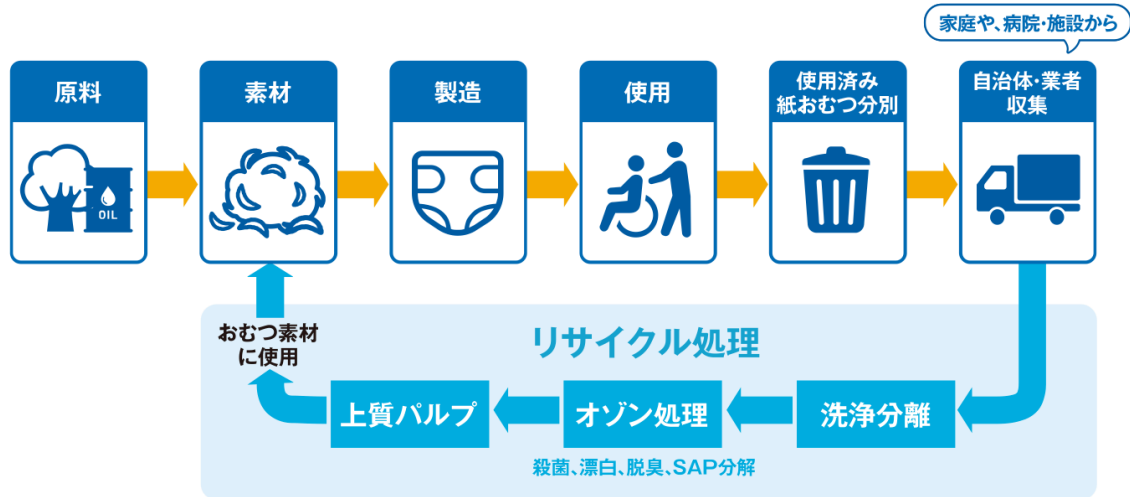 家庭や、病院・施設から
原料
素材
製造
使用
使用済み
紙おむつ分別
自治体・業者
収集
OIL
リサイクル処理
おむつ素材
に使用
上質パルプ
オゾン処理
洗浄分離
殺菌、漂白、脱臭、SAP分解